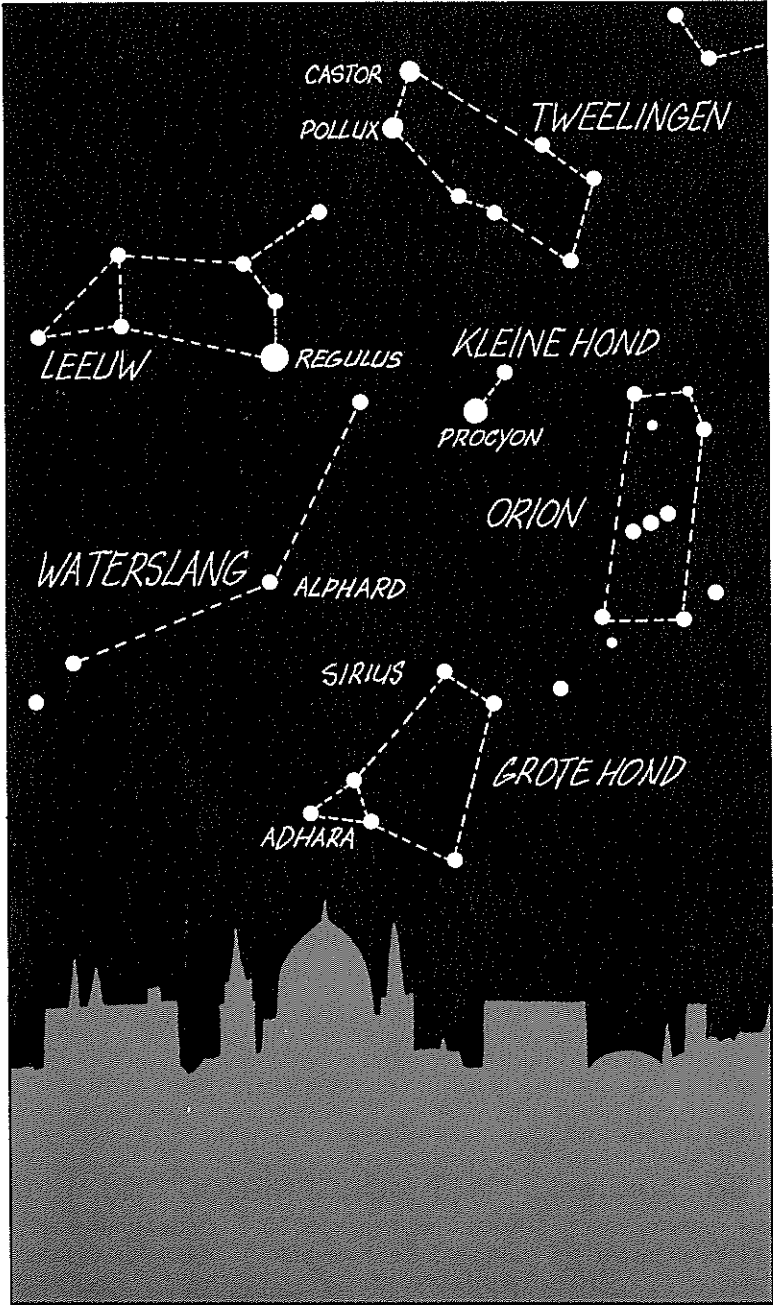 CASTOR
TWEELINGEN
POLLUX
KLEINE HOND
LEEUW
REGULUS
PROCYON
ORION
WATERSLANG
ALPHARD
SIRIUS
GROTE HOND
ADHARA